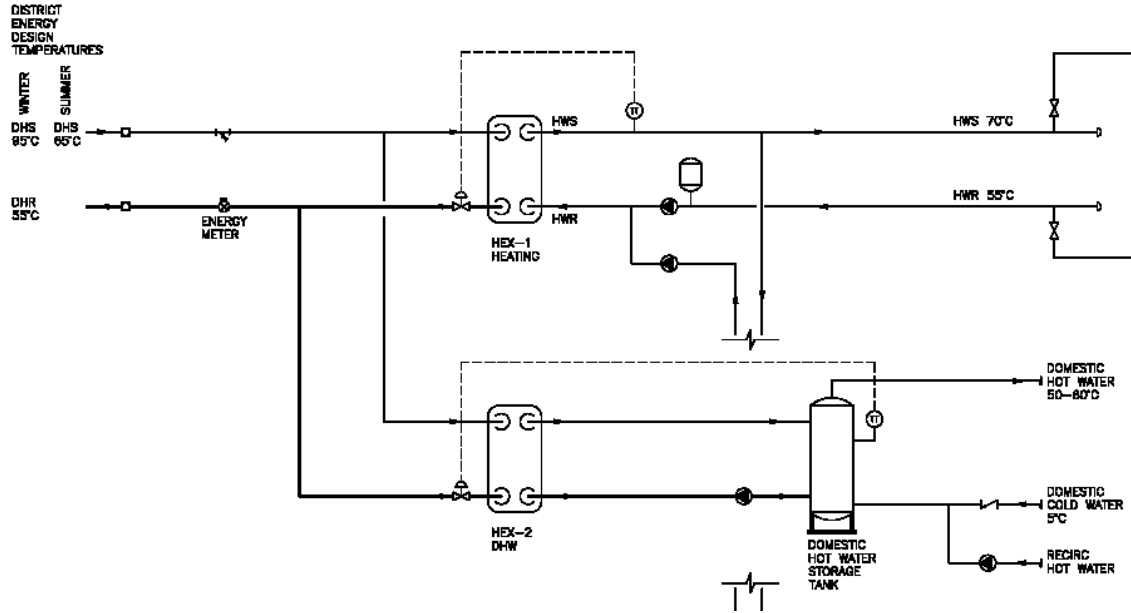 DISTRICT
ENERGY
DESIGN
TEMPERATURES
WINTER
SUMMER
DHS
95°C
DHS
65°C
HWS
TT
HWS 70°C
DHR
55°C
ENERGY
METER
HWR
HWR 55°C
HEX-1
HEATING
DOMESTIC
HOT WATER
50-60°C
TT
HEX-2
DHW
DOMESTIC
HOT WATER
STORAGE
TANK
DOMESTIC
COLD WATER
5°C
RECIRC
HOT WATER